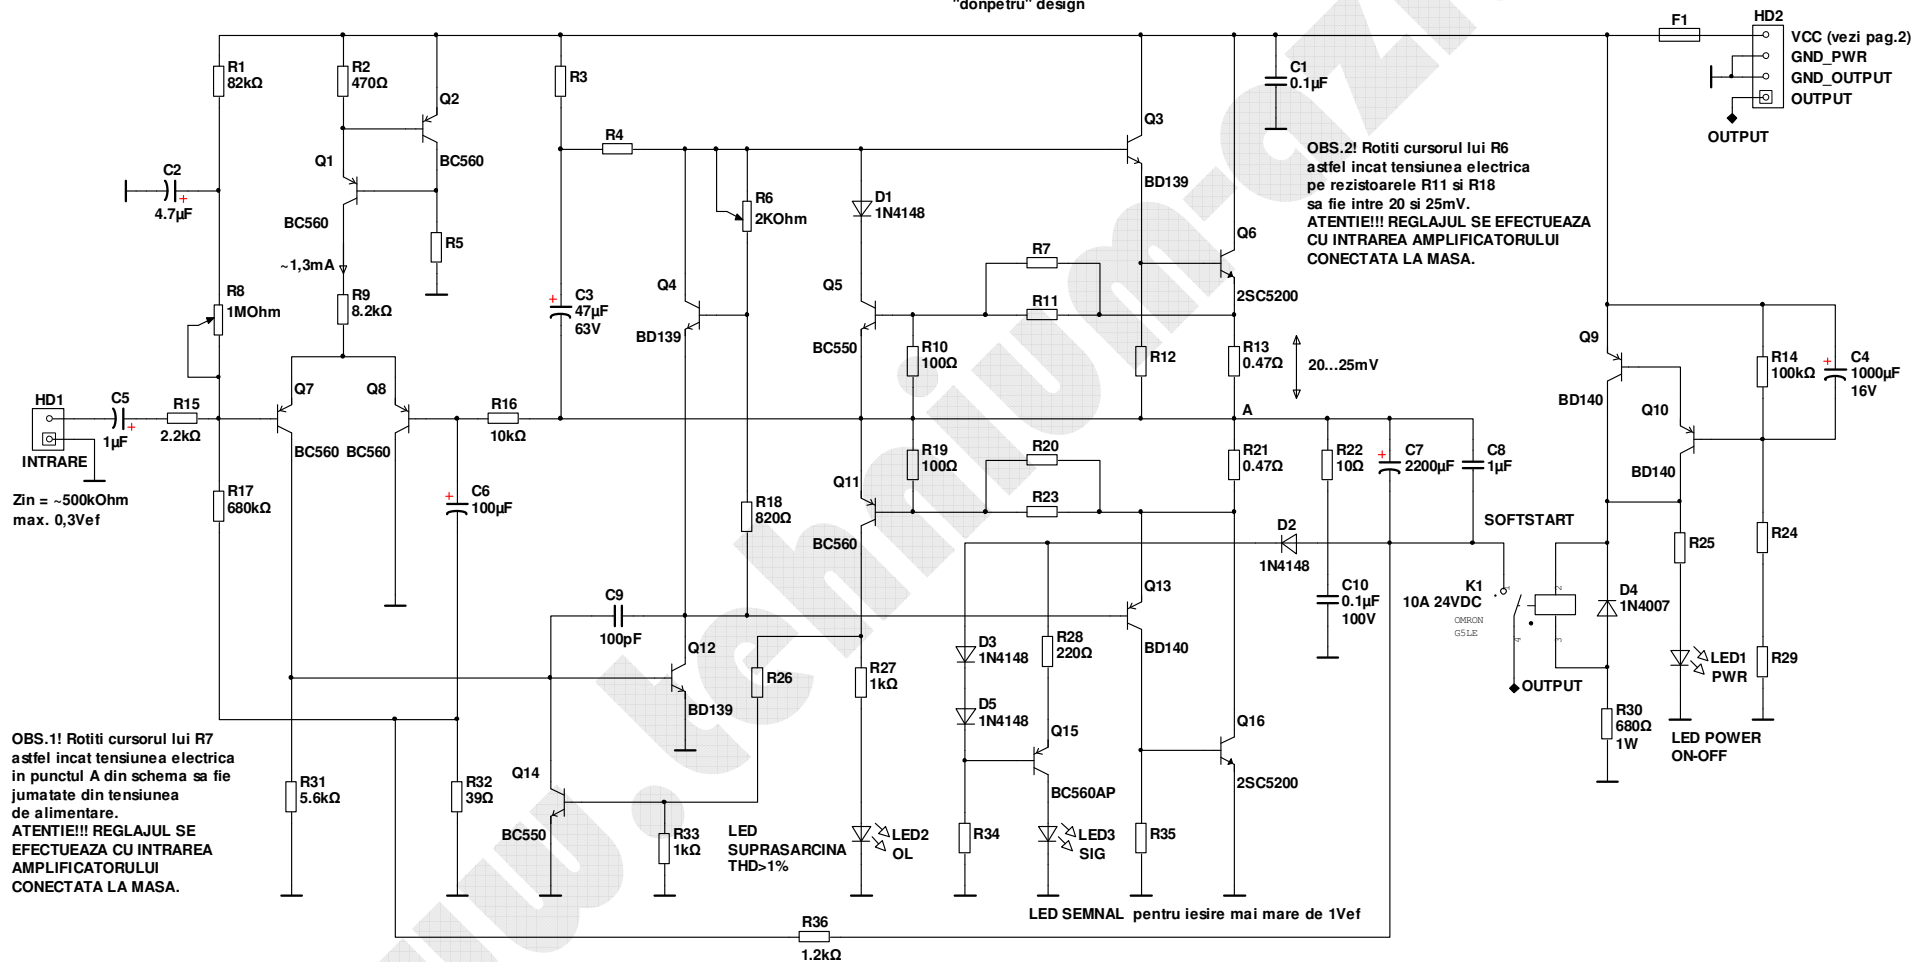 "donpetru" design
F1
HD2
VCC (vezi pag.2)
GND_PWR
GND_OUTPUT
OUTPUT
OUTPUT
R1
82kΩ
R2
470Ω
Q2
BC560
R3
R4
C1
0.1µF
Q3
BD139
OBS.2! Rotiti cursorul lui R6
astfel incat tensiunea electrica
pe rezistoarele R11 si R18
sa fie intre 20 si 25mV.
ATENTIE!!! REGLAJUL SE EFECTUEAZA
CU INTRAREA AMPLIFICATORULUI
CONECTATA LA MASA.
Q1
BC560
C2
4.7µF
R5
~1,3mA
R6
2KOhm
D1
1N4148
Q6
2SC5200
R7
R11
R8
1MOhm
R9
8.2kΩ
C3
47µF
63V
Q4
BD139
Q5
BC550
R10
100Ω
R12
R13
0.47Ω
20...25mV
Q9
BD140
R14
100kΩ
C4
1000µF
16V
Q10
BD140
HD1
INTRARE
C5
1µF
R15
2.2kΩ
Q7
BC560
Q8
BC560
R16
10kΩ
A
Zin = ~500kOhm
max. 0,3Vef
R17
680kΩ
C6
100µF
R18
820Ω
Q11
BC560
R19
100Ω
R20
R23
R21
0.47Ω
R22
10Ω
C7
2200µF
C8
1µF
D2
1N4148
SOFTSTART
R25
R24
C9
100pF
Q12
BD139
Q13
BD140
C10
0.1µF
100V
K1
10A 24VDC
OMRON
G5LE
1
2
3
4
OUTPUT
D4
1N4007
LED1
PWR
R29
R30
680Ω
1W
LED POWER
ON-OFF
R26
R27
1kΩ
D3
1N4148
R28
220Ω
D5
1N4148
Q15
BC560AP
Q16
2SC5200
OBS.1! Rotiti cursorul lui R7
astfel incat tensiunea electrica
in punctul A din schema sa fie
jumatate din tensiunea
de alimentare.
ATENTIE!!! REGLAJUL SE
EFECTUEAZA CU INTRAREA
AMPLIFICATORULUI
CONECTATA LA MASA.
R31
5.6kΩ
R32
39Ω
Q14
BC550
R33
1kΩ
LED
SUPRASARCINA
THD>1%
LED2
OL
R34
LED3
SIG
R35
LED SEMNAL pentru iesire mai mare de 1Vef
R36
1.2kΩ